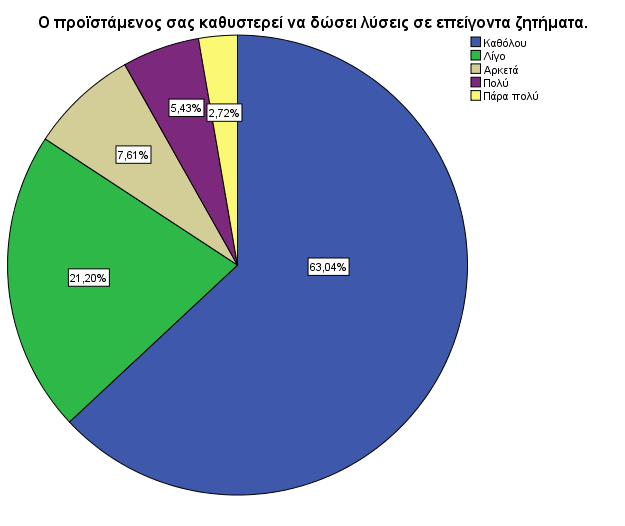 Ο προϊστάμενος σας καθυστερεί να δώσει λύσεις σε επείγοντα ζητήματα.
Καθόλου
Λίγο
Αρκετά
Πολύ
Πάρα πολύ
5,43%
2,72%
7,61%
63,04%
21,20%